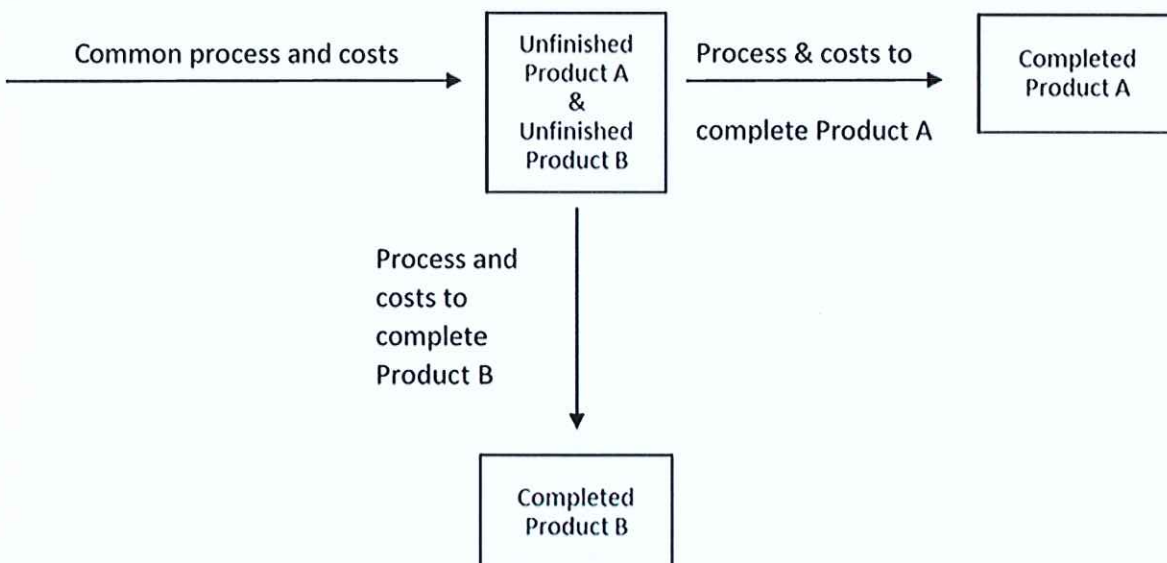 Common process and costs
Unfinished
Product A
&
Unfinished
Product B
Process & costs to
complete Product A
Completed
Product A
Process and
costs to
complete
Product B
Completed
Product B